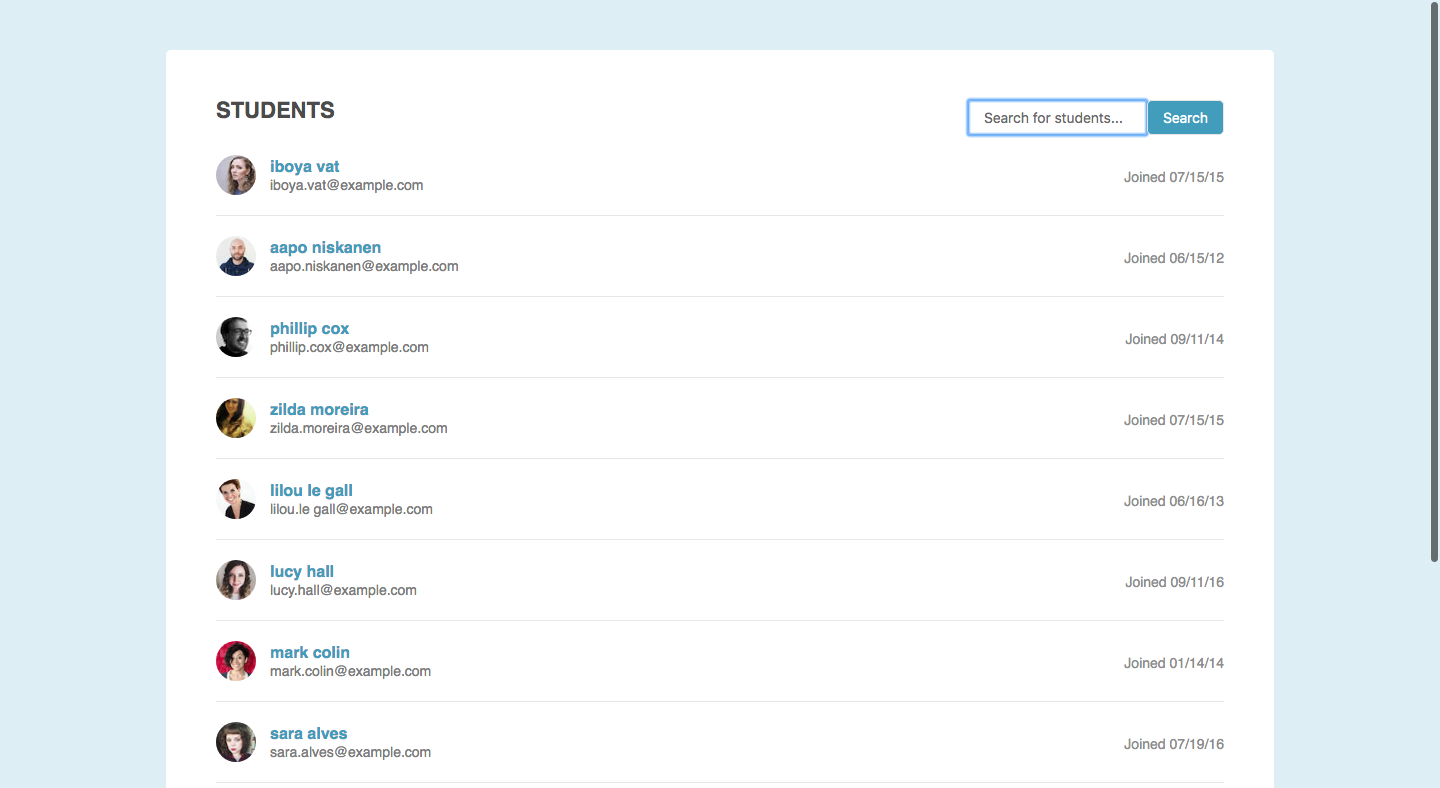 STUDENTS
Search for students...
Search
iboya vat
iboya.vat@example.com
Joined 07/15/15
aapo niskanen
aapo.niskanen@example.com
Joined 06/15/12
phillip cox
phillip.cox@example.com
Joined 09/11/14
zilda moreira
zilda.moreira@example.com
Joined 07/15/15
lilou le gall
lilou.le gall@example.com
Joined 06/16/13
lucy hall
lucy.hall@example.com
Joined 09/11/16
mark colin
mark.colin@example.com
Joined 01/14/14
sara alves
sara.alves@example.com
Joined 07/19/16